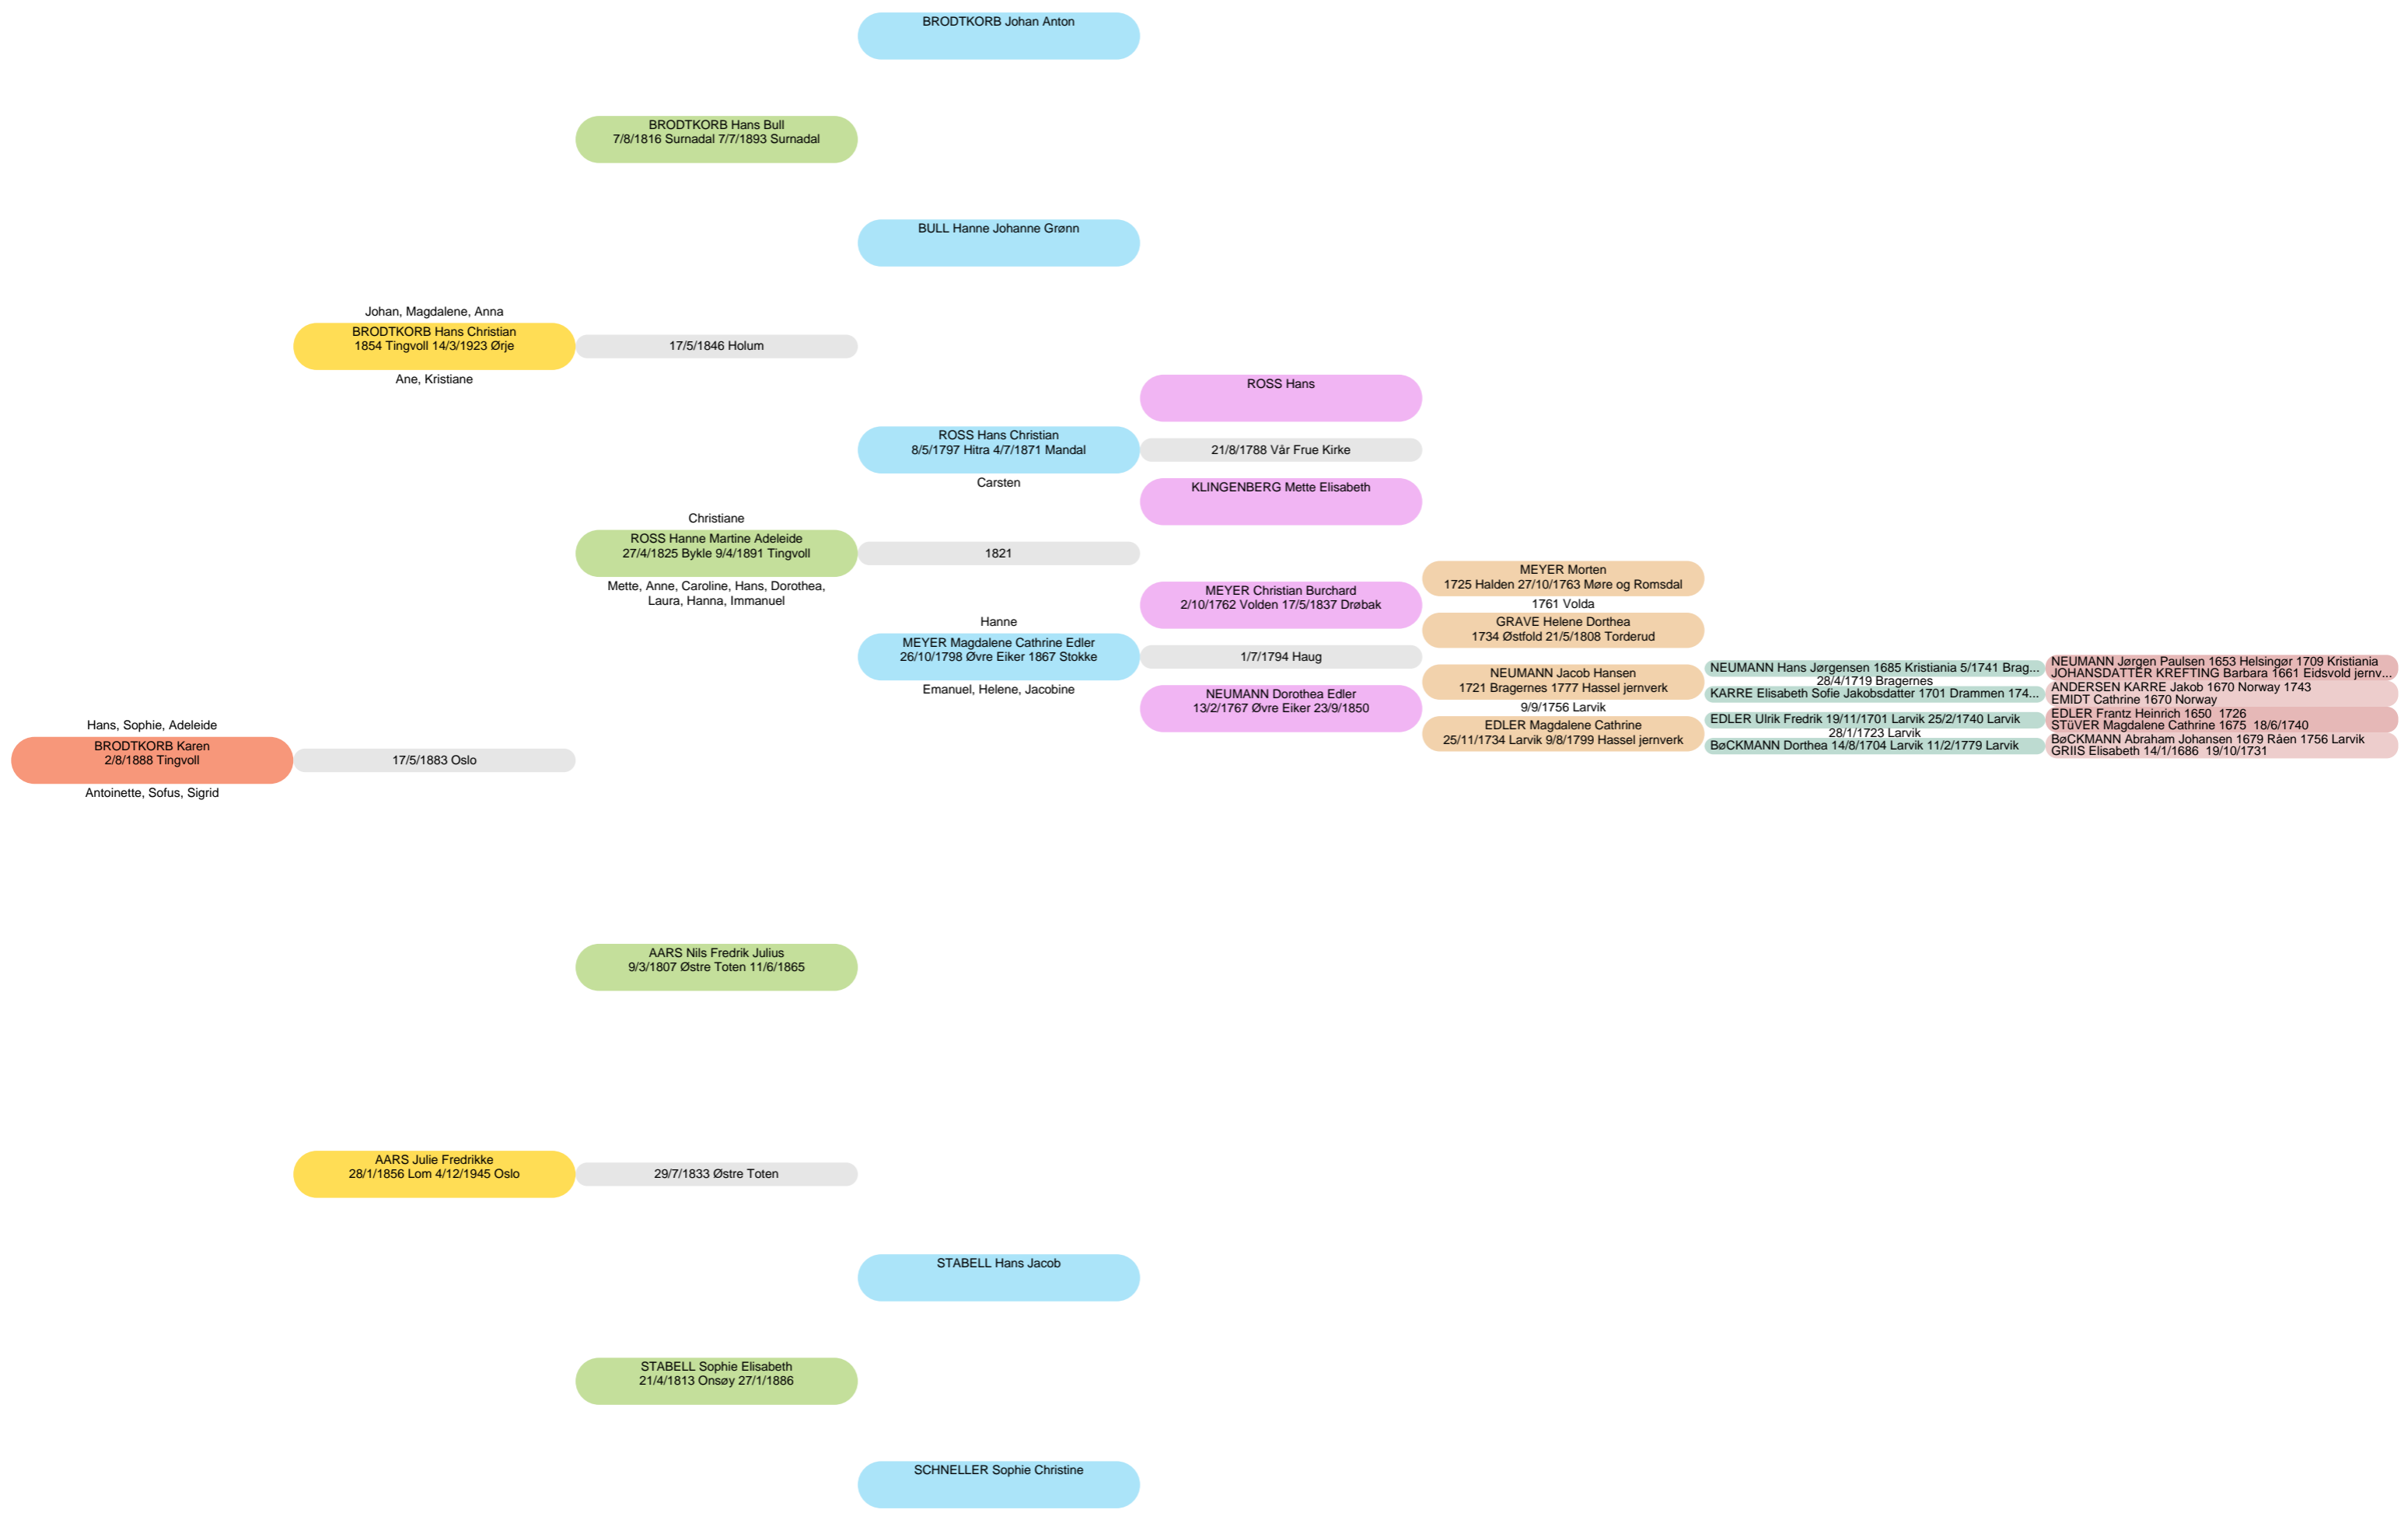 BRODTKORB Johan Anton
BRODTKORB Hans Bull
7/8/1816 Surnadal 7/7/1893 Surnadal
BULL Hanne Johanne Grønn
Johan, Magdalene, Anna
BRODTKORB Hans Christian
1854 Tingvoll 14/3/1923 Ørje
Ane, Kristiane
17/5/1846 Holum
ROSS Hans
ROSS Hans Christian
8/5/1797 Hitra 4/7/1871 Mandal
Carsten
21/8/1788 Vår Frue Kirke
KLINGENBERG Mette Elisabeth
Christiane
ROSS Hanne Martine Adeleide
27/4/1825 Bykle 9/4/1891 Tingvoll
Mette, Anne, Caroline, Hans, Dorothea,
Laura, Hanna, Immanuel
1821
MEYER Christian Burchard
2/10/1762 Volden 17/5/1837 Drøbak
MEYER Morten
1725 Halden 27/10/1763 Møre og Romsdal
1761 Volda
GRAVE Helene Dorthea
1734 Østfold 21/5/1808 Torderud
Hanne
MEYER Magdalene Cathrine Edler
26/10/1798 Øvre Eiker 1867 Stokke
Emanuel, Helene, Jacobine
1/7/1794 Haug
NEUMANN Dorothea Edler
13/2/1767 Øvre Eiker 23/9/1850
NEUMANN Jacob Hansen
1721 Bragernes 1777 Hassel jernverk
9/9/1756 Larvik
EDLER Magdalene Cathrine
25/11/1734 Larvik 9/8/1799 Hassel jernverk
NEUMANN Hans Jørgensen 1685 Kristiania 5/1741 Brag...
28/4/1719 Bragernes
KARRE Elisabeth Sofie Jakobsdatter 1701 Drammen 174...
EDLER Ulrik Fredrik 19/11/1701 Larvik 25/2/1740 Larvik
28/1/1723 Larvik
BøCKMANN Dorthea 14/8/1704 Larvik 11/2/1779 Larvik
NEUMANN Jørgen Paulsen 1653 Helsingør 1709 Kristiania
JOHANSDATTER KREFTING Barbara 1661 Eidsvold jernv...
ANDERSEN KARRE Jakob 1670 Norway 1743
EMIDT Cathrine 1670 Norway
EDLER Frantz Heinrich 1650  1726
STüVER Magdalene Cathrine 1675  18/6/1740
BøCKMANN Abraham Johansen 1679 Råen 1756 Larvik
GRIIS Elisabeth 14/1/1686  19/10/1731
Hans, Sophie, Adeleide
BRODTKORB Karen
2/8/1888 Tingvoll
Antoinette, Sofus, Sigrid
17/5/1883 Oslo
AARS Nils Fredrik Julius
9/3/1807 Østre Toten 11/6/1865
AARS Julie Fredrikke
28/1/1856 Lom 4/12/1945 Oslo
29/7/1833 Østre Toten
STABELL Hans Jacob
STABELL Sophie Elisabeth
21/4/1813 Onsøy 27/1/1886
SCHNELLER Sophie Christine